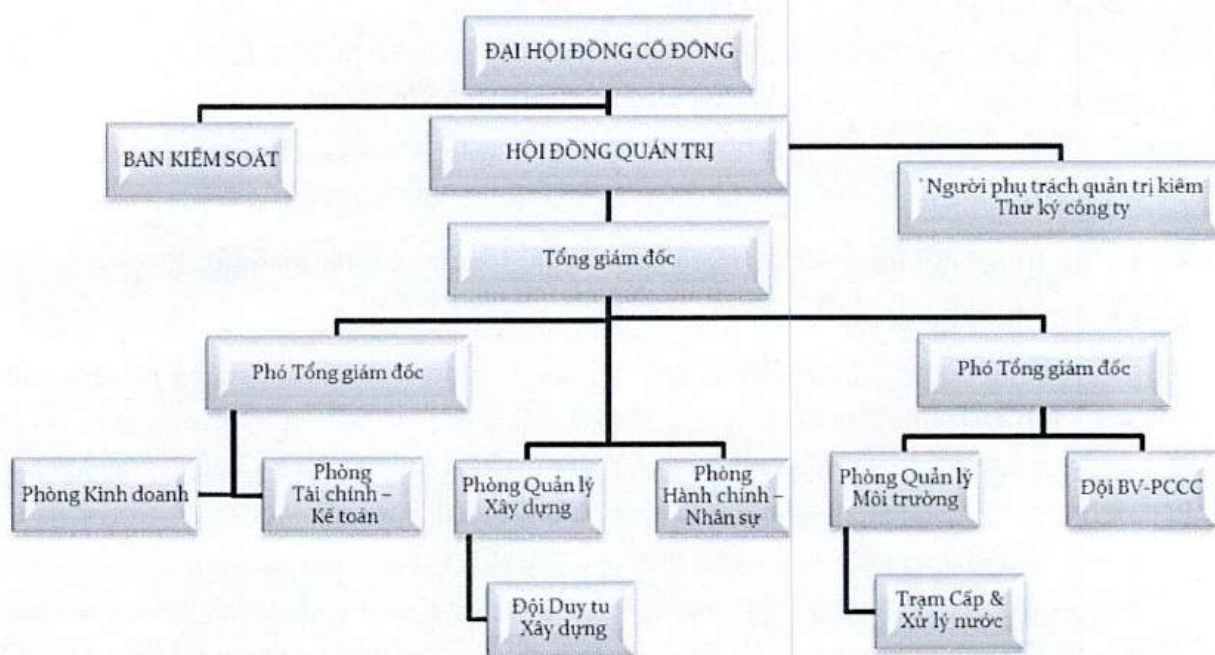 ĐẠI HỘI ĐỒNG CỔ ĐÔNG
BAN KIỂM SOÁT
HỘI ĐỒNG QUẢN TRỊ
Người phụ trách quản trị kiêm
Thư ký công ty
Tổng giám đốc
Phó Tổng giám đốc
Phó Tổng giám đốc
Phòng Kinh doanh
Phòng
Tài chính –
Kế toán
Phòng Quản lý
Xây dựng
Phòng
Hành chính –
Nhân sự
Phòng Quản lý
Môi trường
Đội BV-PCCC
Đội Duy tu
Xây dựng
Trạm Cấp &
Xử lý nước